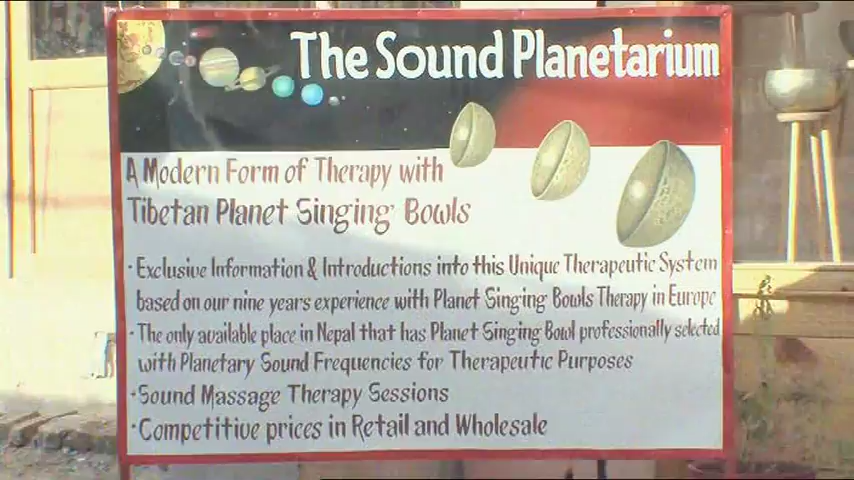 The Sound Planetarium
A Modern Form of Therapy with
Tibetan Planet Singing Bowls
· Exclusive Information & Introductions into this Unique Therapeutic System
based on our nine years experience with Planet Singing Bowls Therapy in Europe
· The only available place in Nepal that has Planet Singing Bowl professionally selected
with Planetary Sound Frequencies for Therapeutic Purposes
· Sound Massage Therapy Sessions
· Competitive prices in Retail and Wholesale